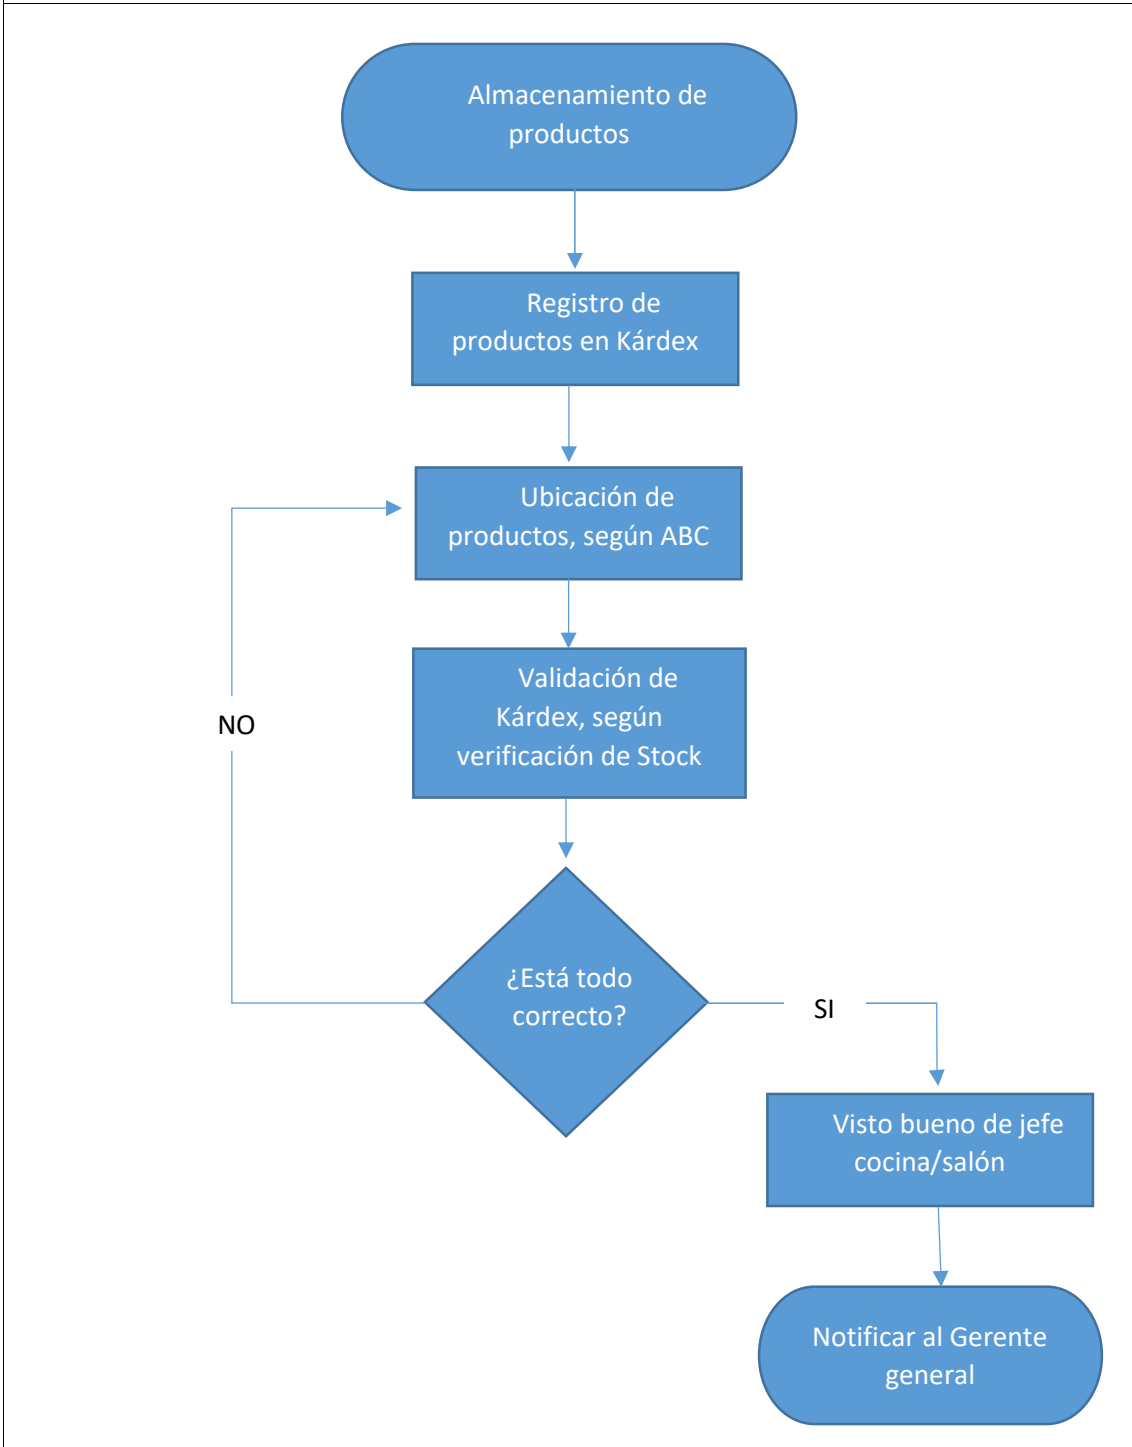 Almacenamiento de
productos
Registro de
productos en Kárdex
Ubicación de
productos, según ABC
Validación de
Kárdex, según
verificación de Stock
NO
¿Está todo
correcto?
SI
Visto bueno de jefe
cocina/salón
Notificar al Gerente
general